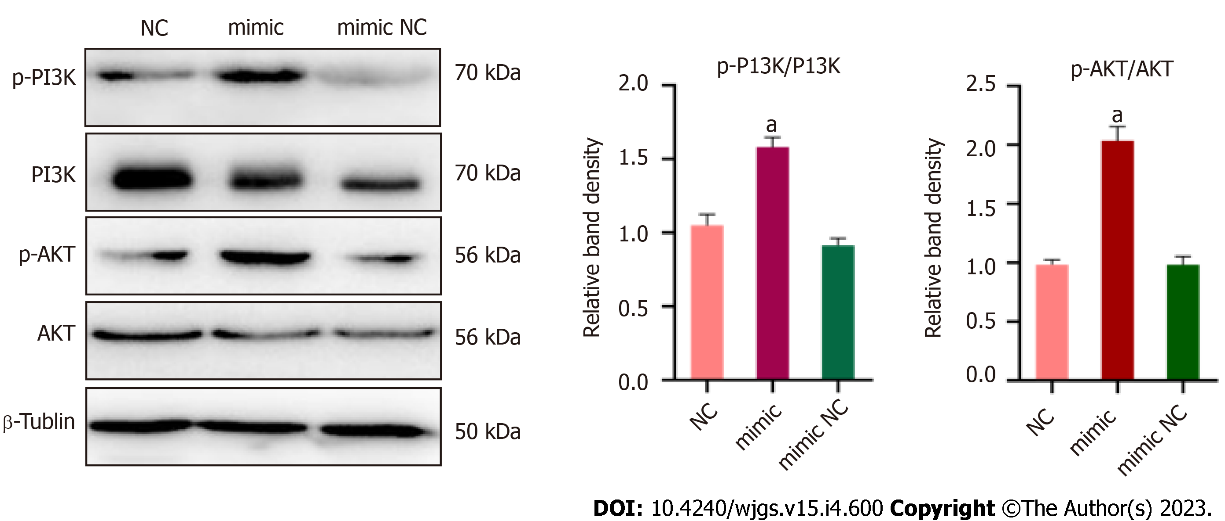 NC mimic mimic NC
p-PI3K 70 kDa
PI3K 70 kDa
p-AKT 56 kDa
AKT 56 kDa
β-Tublin 50 kDa
p-P13K/P13K
Relative band density
2.0
1.5
1.0
0.5
0.0
a
NC mimic mimic NC
p-AKT/AKT
Relative band density
2.5
2.0
1.5
1.0
0.5
0.0
a
NC mimic mimic NC
DOI: 10.4240/wjgs.v15.i4.600 Copyright ©The Author(s) 2023.